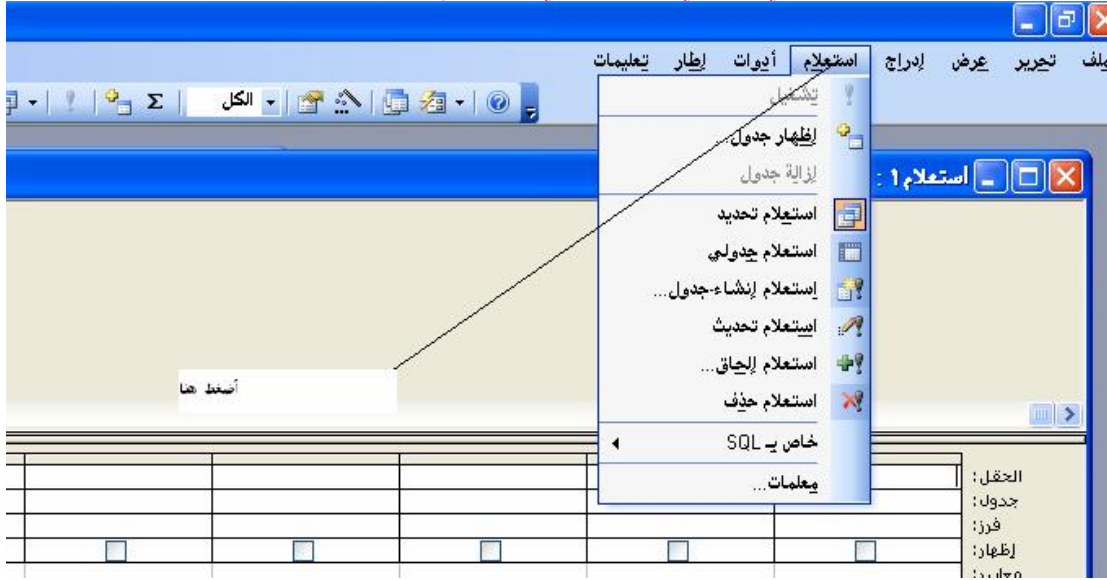 ملف تحرير عرض إدراج استعلام أدوات إطار تعليمات
الكل
استعلام 1 :
تشغيل
إظهار جدول...
إزالة جدول
استعلام تحديد
استعلام جدولي
إستعلام إنشاء-جدول...
استعلام تحديث
استعلام إلحاق...
استعلام حذف
خاص بـ SQL
معلمات...
أضغط هنا
الحقل:
جدول:
فرز:
إظهار:
معايير: